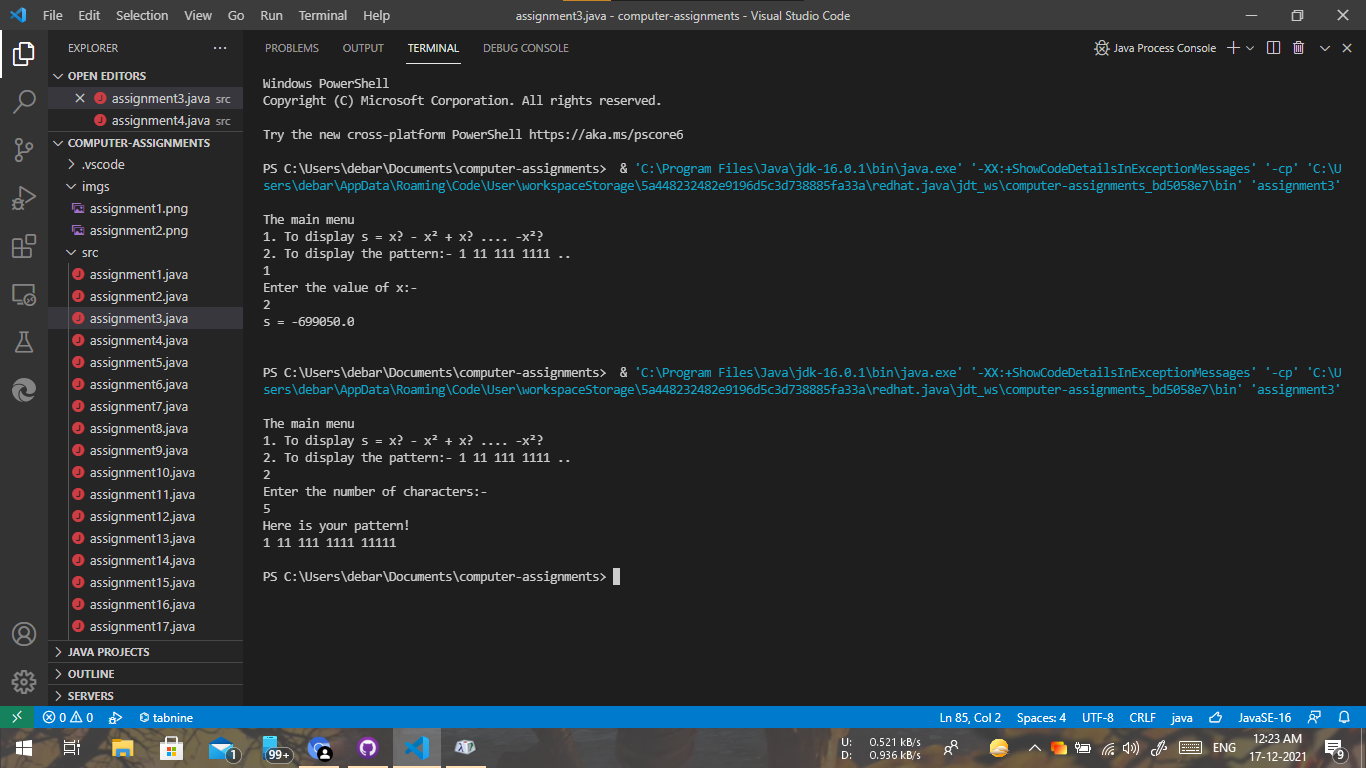 File Edit Selection View Go Run Terminal Help
assignment3.java - computer-assignments - Visual Studio Code
EXPLORER
OPEN EDITORS
assignment3.java src
assignment4.java src
COMPUTER-ASSIGNMENTS
.vscode
imgs
assignment1.png
assignment2.png
src
assignment1.java
assignment2.java
assignment3.java
assignment4.java
assignment5.java
assignment6.java
assignment7.java
assignment8.java
assignment9.java
assignment10.java
assignment11.java
assignment12.java
assignment13.java
assignment14.java
assignment15.java
assignment16.java
assignment17.java
JAVA PROJECTS
OUTLINE
SERVERS
PROBLEMS OUTPUT TERMINAL DEBUG CONSOLE
Java Process Console
Windows PowerShell
Copyright (C) Microsoft Corporation. All rights reserved.
Try the new cross-platform PowerShell https://aka.ms/pscore6
PS C:\Users\debar\Documents\computer-assignments>  & 'C:\Program Files\Java\jdk-16.0.1\bin\java.exe' '-XX:+ShowCodeDetailsInExceptionMessages' '-cp' 'C:\U
sers\debar\AppData\Roaming\Code\User\workspaceStorage\5a448232482e9196d5c3d738885fa33a\redhat.java\jdt_ws\computer-assignments_bd5058e7\bin' 'assignment3'
The main menu
1. To display s = x? - x² + x? .... -x²?
2. To display the pattern:- 1 11 111 1111 ..
1
Enter the value of x:-
2
s = -699050.0
PS C:\Users\debar\Documents\computer-assignments>  & 'C:\Program Files\Java\jdk-16.0.1\bin\java.exe' '-XX:+ShowCodeDetailsInExceptionMessages' '-cp' 'C:\U
sers\debar\AppData\Roaming\Code\User\workspaceStorage\5a448232482e9196d5c3d738885fa33a\redhat.java\jdt_ws\computer-assignments_bd5058e7\bin' 'assignment3'
The main menu
1. To display s = x? - x² + x? .... -x²?
2. To display the pattern:- 1 11 111 1111 ..
2
Enter the number of characters:-
5
Here is your pattern!
1 11 111 1111 11111
PS C:\Users\debar\Documents\computer-assignments>
0 0 tabnine
Ln 85, Col 2 Spaces: 4 UTF-8 CRLF java JavaSE-16
1 99+
U: 0.521 kB/s
D: 0.936 kB/s
ENG
12:23 AM
17-12-2021
9